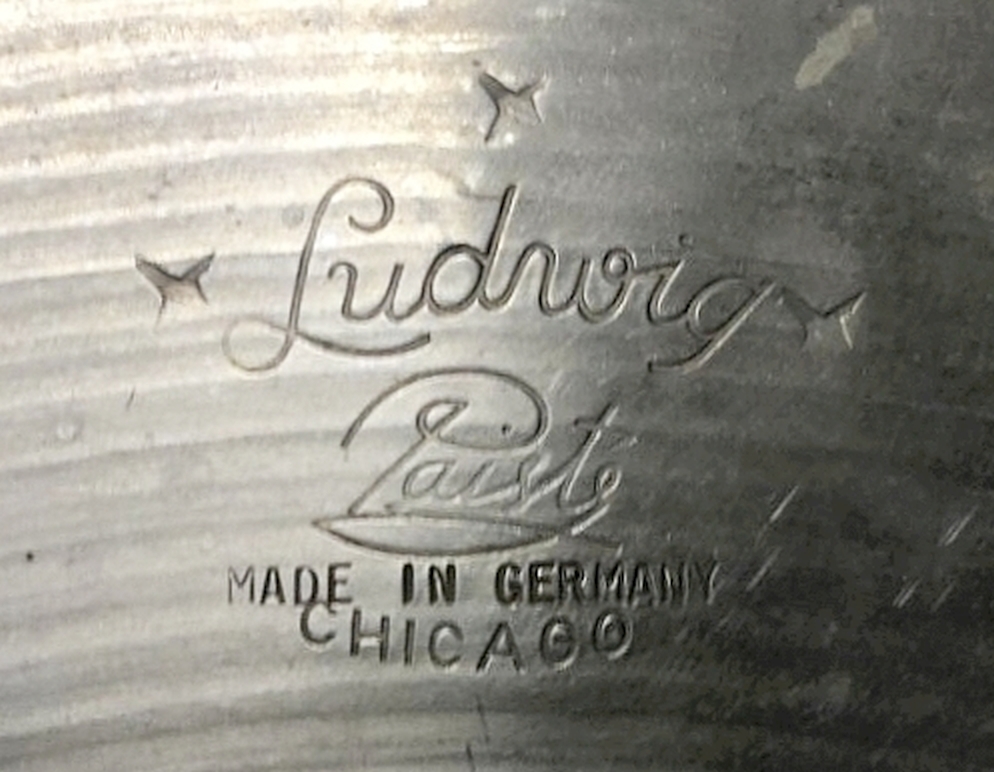 Ludwig
Paiste
MADE IN GERMANY
CHICAGO